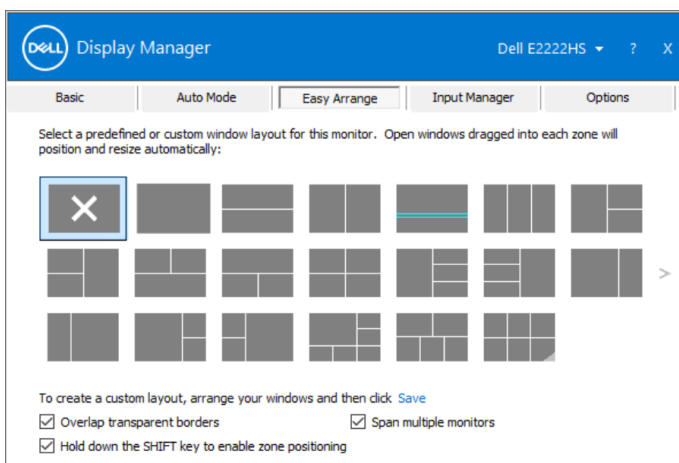 DELL Display Manager Dell E2222HS ? X
Basic Auto Mode Easy Arrange Input Manager Options
Select a predefined or custom window layout for this monitor. Open windows dragged into each zone will
position and resize automatically:
>
To create a custom layout, arrange your windows and then click Save
Overlap transparent borders Span multiple monitors
Hold down the SHIFT key to enable zone positioning